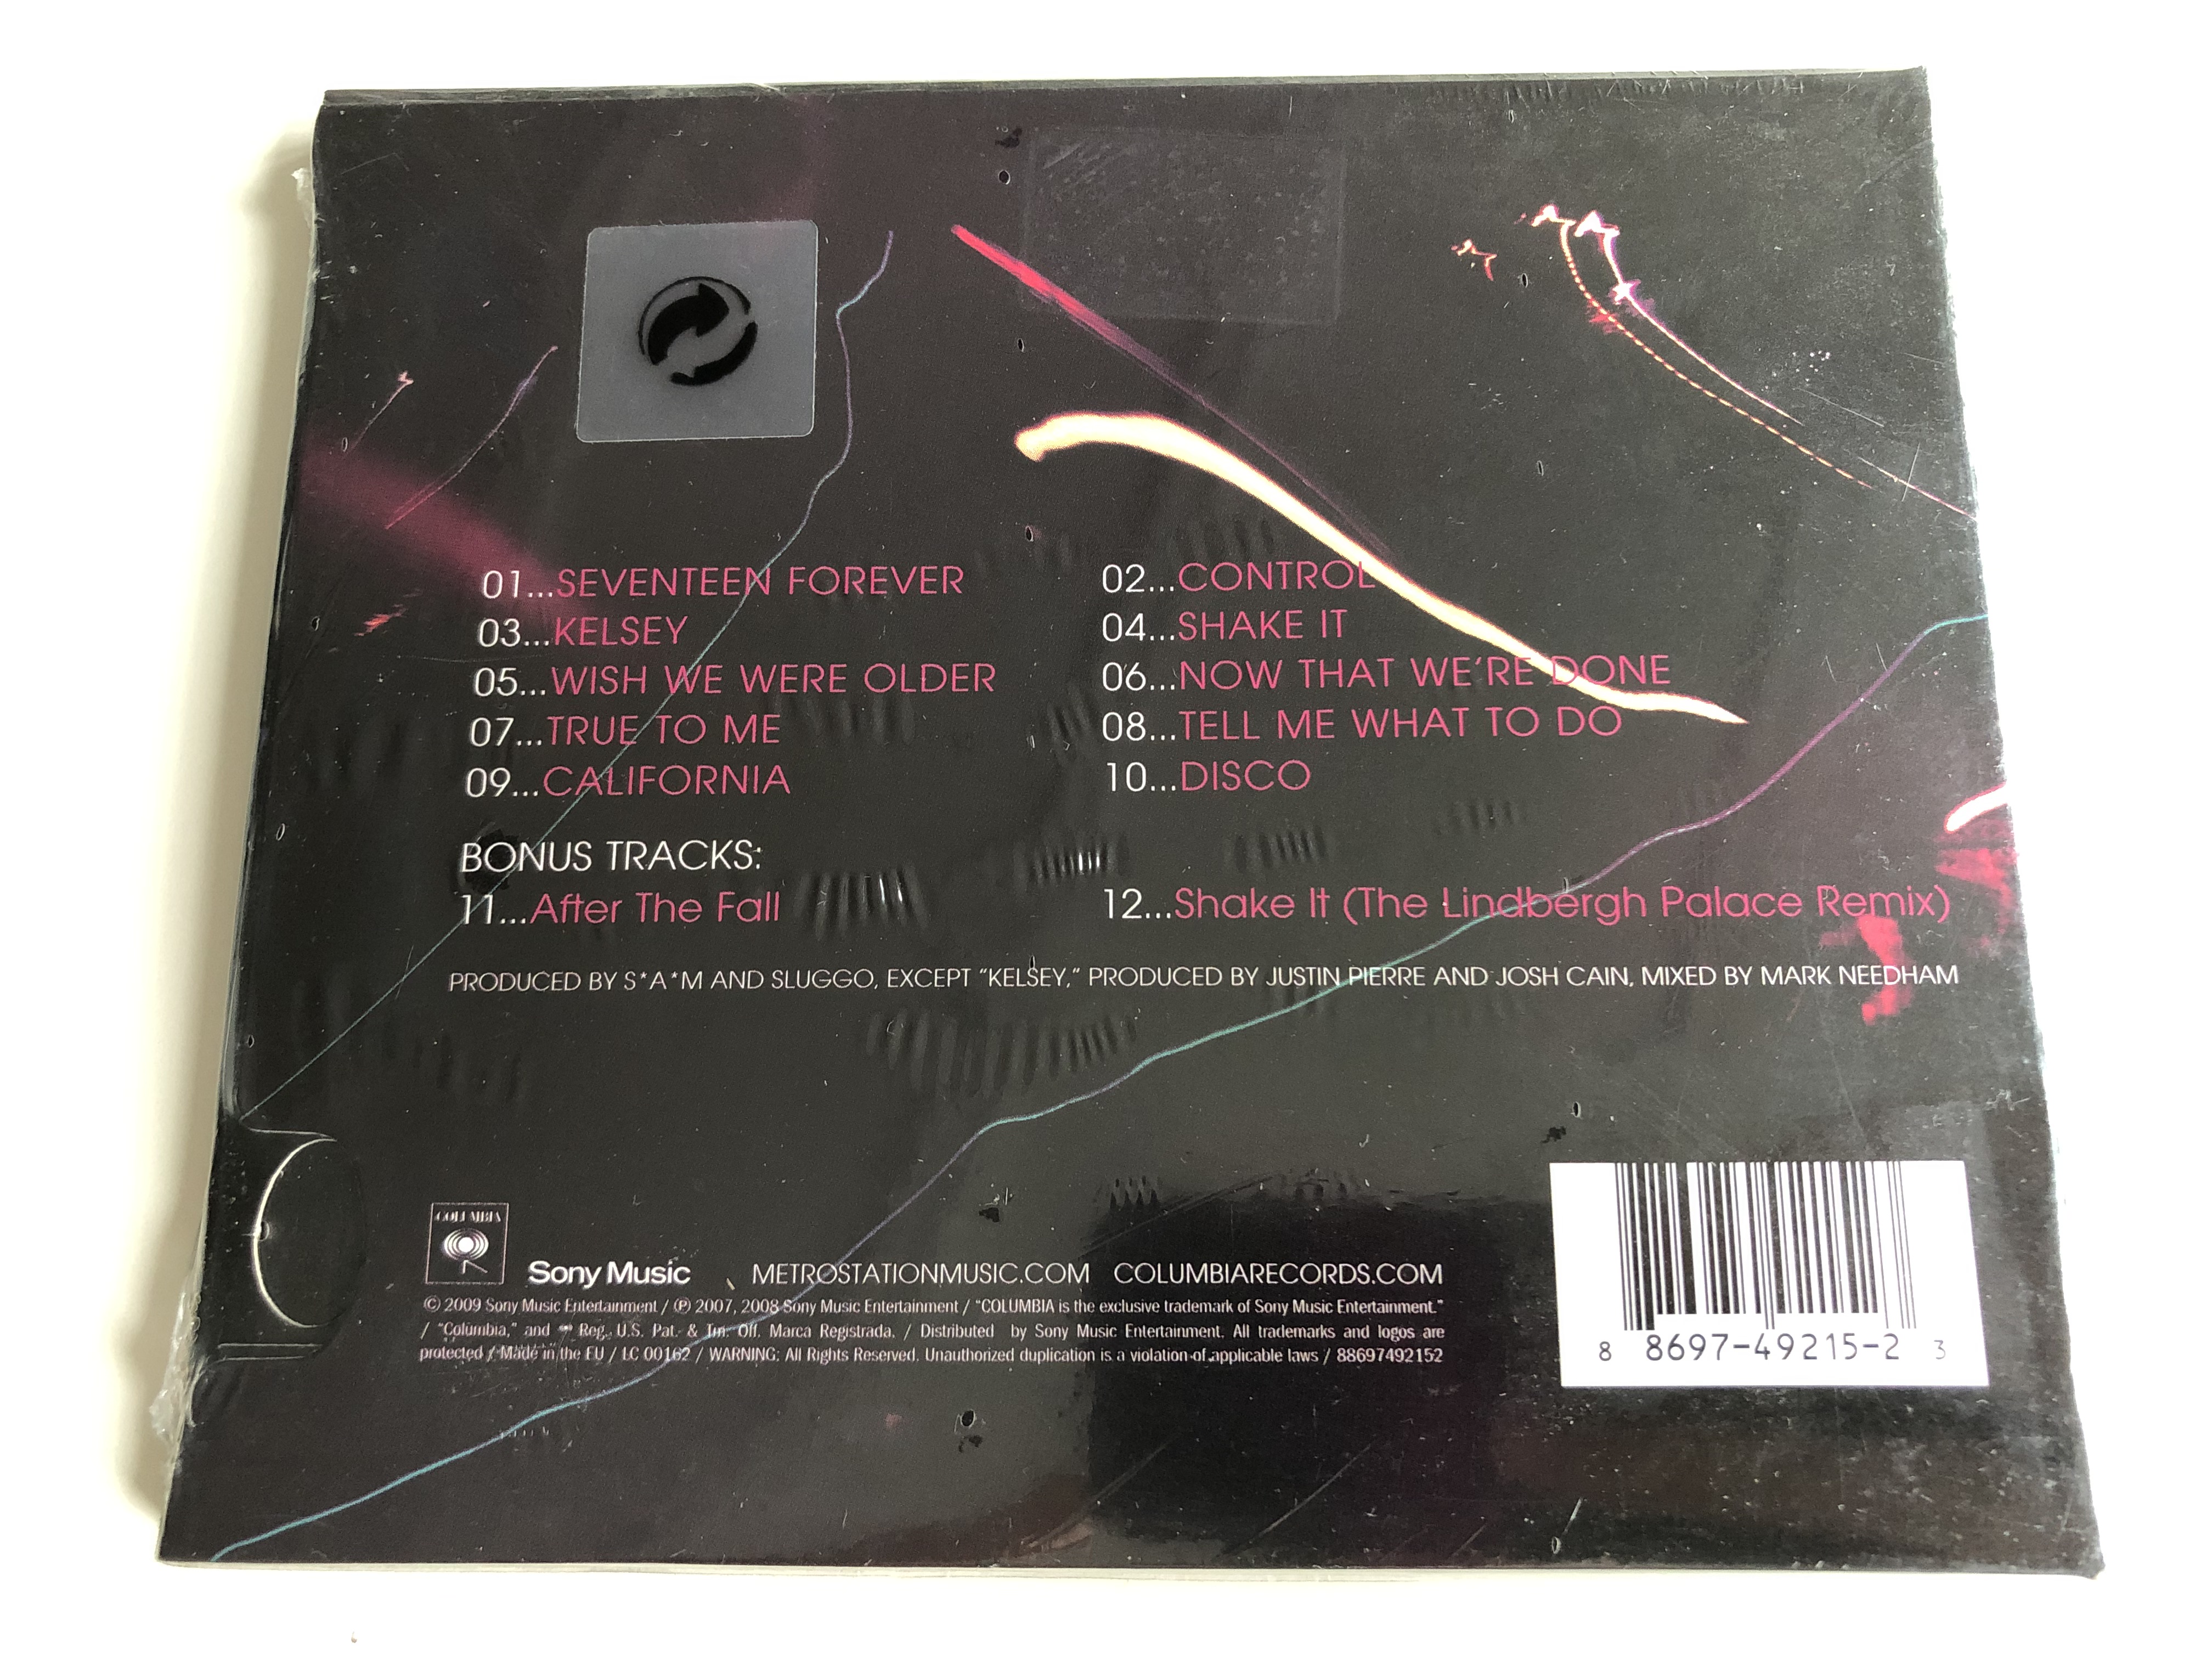 01...SEVENTEEN FOREVER 02...CONTROL
03...KELSEY 04...SHAKE IT
05...WISH WE WERE OLDER 06...NOW THAT WE'RE DONE
07...TRUE TO ME 08...TELL ME WHAT TO DO
09...CALIFORNIA 10...DISCO
BONUS TRACKS:
11...After The Fall 12...Shake It (The Lindbergh Palace Remix)
PRODUCED BY S*A*M AND SLUGGO, EXCEPT "KELSEY," PRODUCED BY JUSTIN PIERRE AND JOSH CAIN, MIXED BY MARK NEEDHAM
COLUMBIA
Sony Music METROSTATIONMUSIC.COM COLUMBIARECORDS.COM
© 2009 Sony Music Entertainment / ℗ 2007, 2008 Sony Music Entertainment / "COLUMBIA is the exclusive trademark of Sony Music Entertainment."
/ "Columbia," and Reg. U.S. Pat. & Tm. Off. Marca Registrada. / Distributed by Sony Music Entertainment. All trademarks and logos are
protected / Made in the EU / LC 00162 / WARNING: All Rights Reserved. Unauthorized duplication is a violation of applicable laws / 88697492152
8 8697-49215-2 3